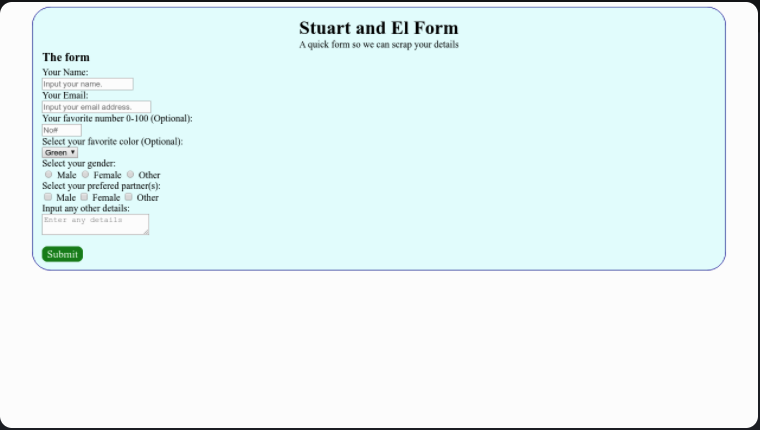 Stuart and El Form
A quick form so we can scrap your details
The form
Your Name:
Input your name.
Your Email:
Input your email address.
Your favorite number 0-100 (Optional):
No#
Select your favorite color (Optional):
Green
Select your gender:
Male Female Other
Select your prefered partner(s):
Male Female Other
Input any other details:
Enter any details
Submit